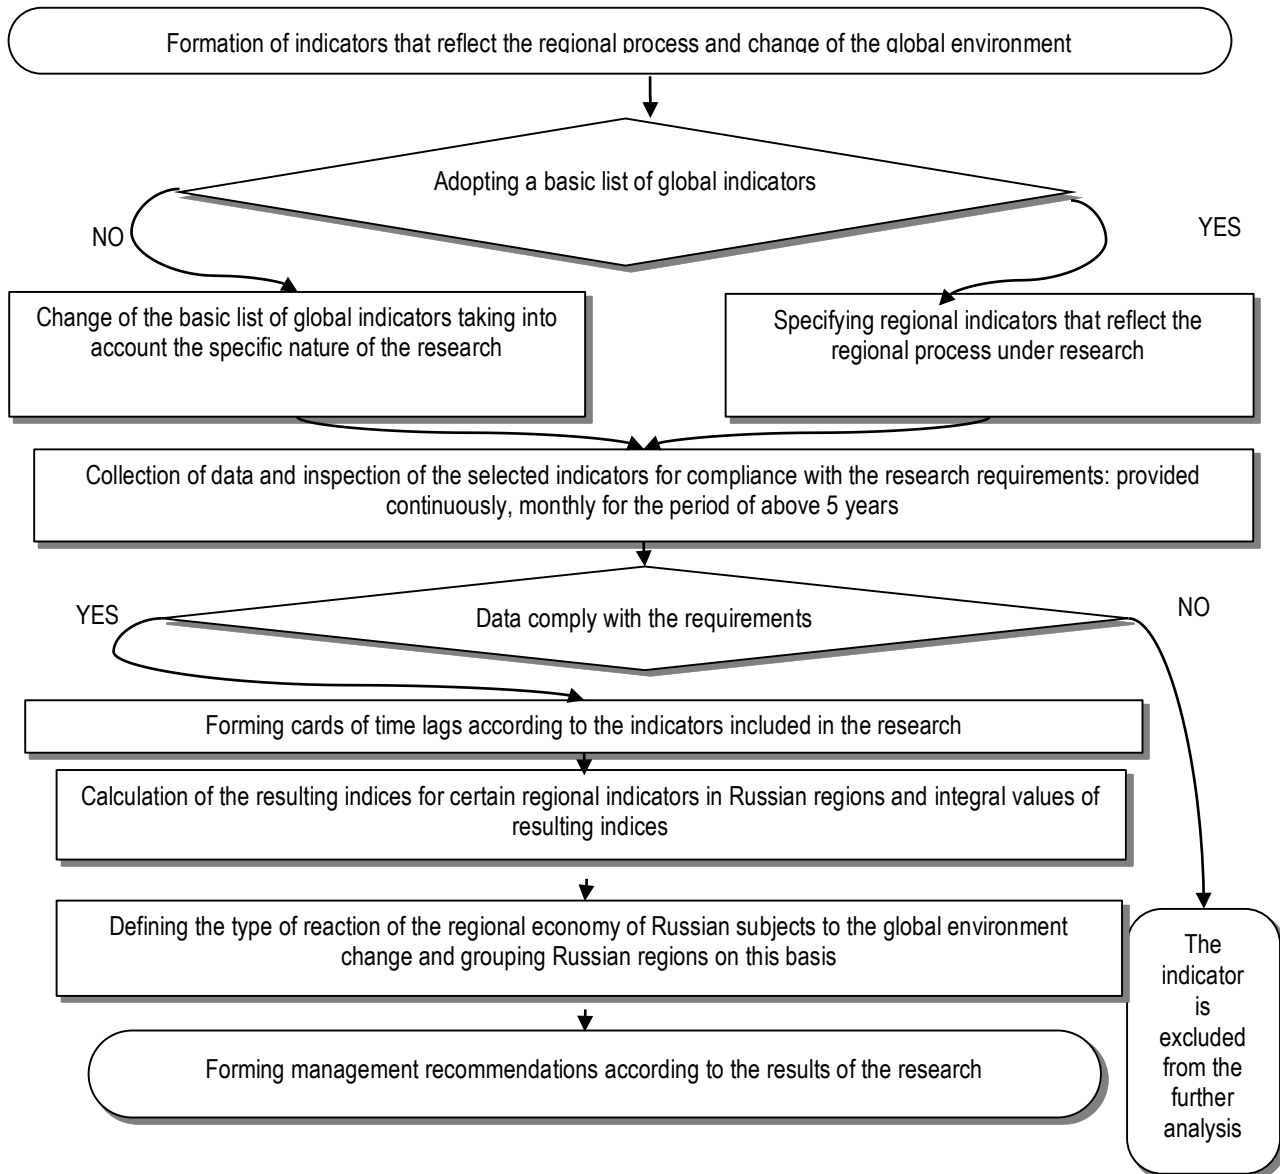 Formation of indicators that reflect the regional process and change of the global environment
Adopting a basic list of global indicators
NO
YES
Change of the basic list of global indicators taking into
account the specific nature of the research
Specifying regional indicators that reflect the
regional process under research
Collection of data and inspection of the selected indicators for compliance with the research requirements: provided
continuously, monthly for the period of above 5 years
YES
Data comply with the requirements
NO
Forming cards of time lags according to the indicators included in the research
Calculation of the resulting indices for certain regional indicators in Russian regions and integral values of
resulting indices
Defining the type of reaction of the regional economy of Russian subjects to the global environment
change and grouping Russian regions on this basis
Forming management recommendations according to the results of the research
The
indicator
is
excluded
from the
further
analysis